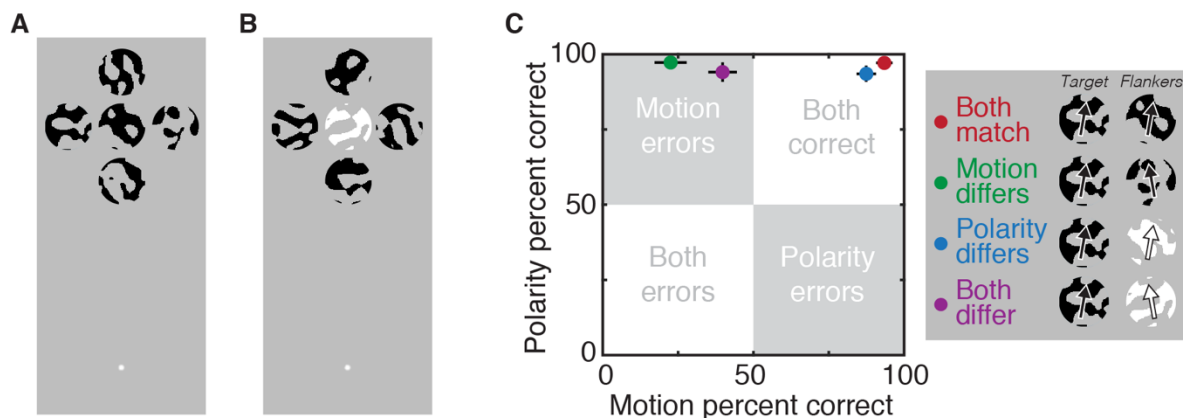 A
B
C
100
50
0
Polarity percent correct
Motion
errors
Both
correct
Both
errors
Polarity
errors
0
50
100
Motion percent correct
Target Flankers
Both
match
Motion
differs
Polarity
differs
Both
differ